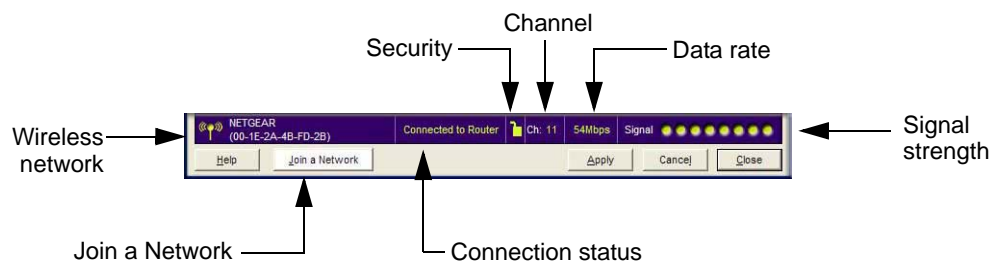 Channel
Security
Data rate
Wireless
network
NETGEAR
(00-1E-2A-4B-FD-2B)
Connected to Router
Ch: 11
54Mbps
Signal
Signal
strength
Help
Join a Network
Apply
Cancel
Close
Join a Network
Connection status